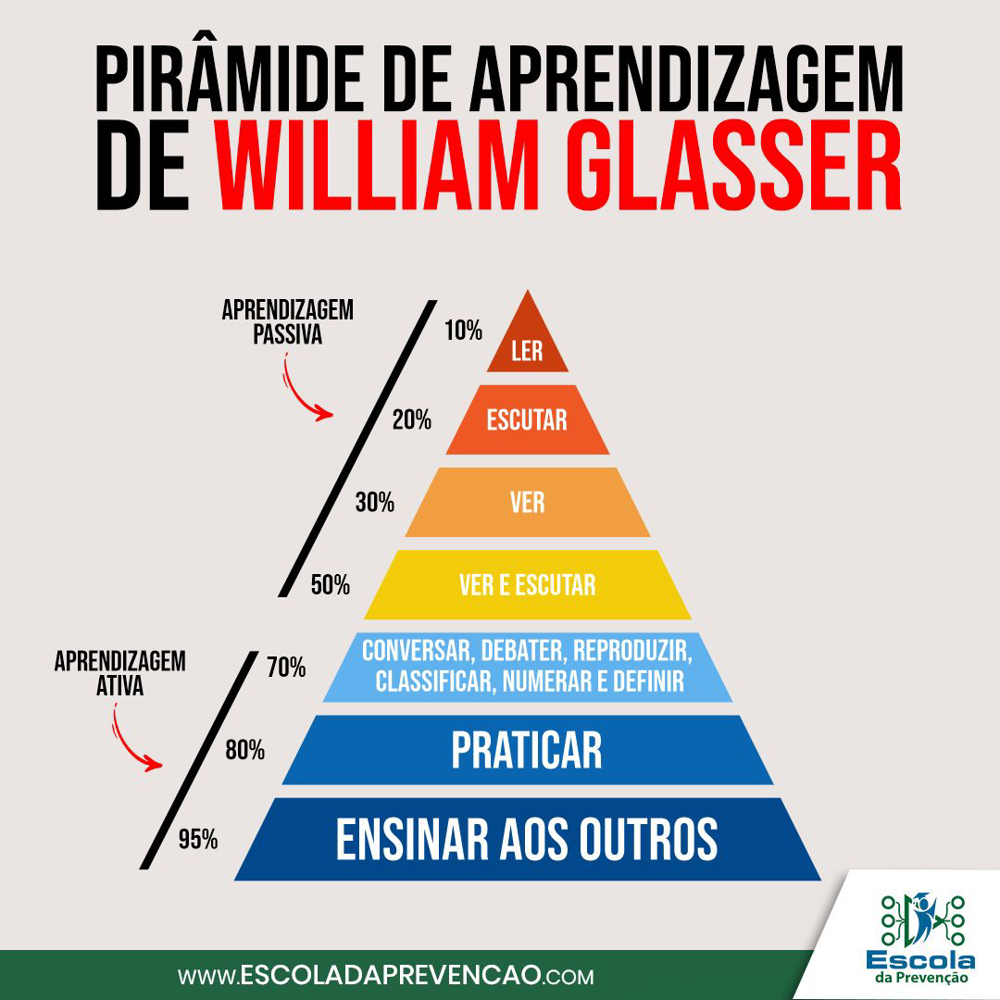 PIRÂMIDE DE APRENDIZAGEM
DE WILLIAM GLASSER
APRENDIZAGEM
PASSIVA
10%
LER
20%
ESCUTAR
30%
VER
50%
VER E ESCUTAR
APRENDIZAGEM
ATIVA
70%
CONVERSAR, DEBATER, REPRODUZIR,
CLASSIFICAR, NUMERAR E DEFINIR
80%
PRATICAR
95%
ENSINAR AOS OUTROS
Escola
da Prevenção
WWW.ESCOLADAPREVENCAO.COM